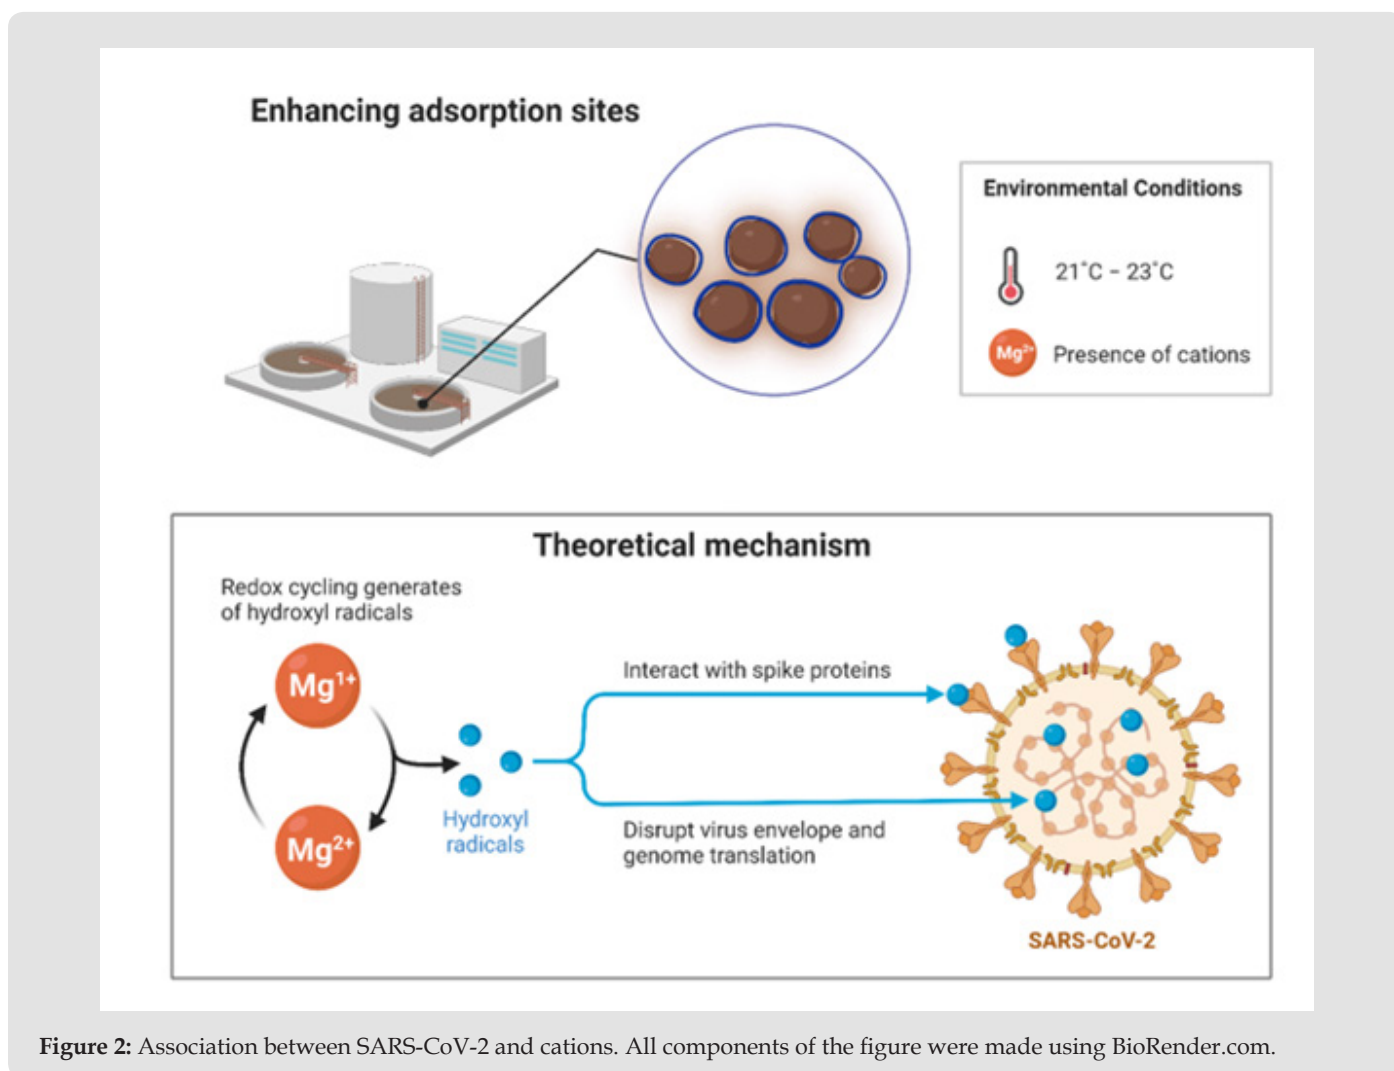 Enhancing adsorption sites
Environmental Conditions
21°C - 23°C
Mg²⁺
Presence of cations
Theoretical mechanism
Redox cycling generates
of hydroxyl radicals
Mg¹⁺
Mg²⁺
Hydroxyl
radicals
Interact with spike proteins
Disrupt virus envelope and
genome translation
SARS-CoV-2
Figure 2: Association between SARS-CoV-2 and cations. All components of the figure were made using BioRender.com.